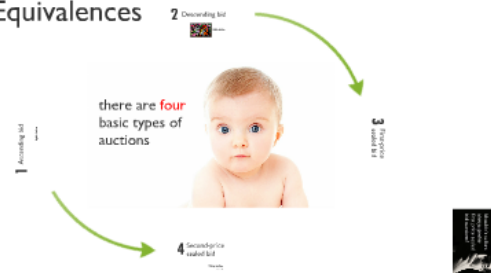 Equivalences
2 Descending bid
there are four
basic types of
auctions
1 Ascending bid
3 First-price
sealed bid
4 Second-price
sealed bid